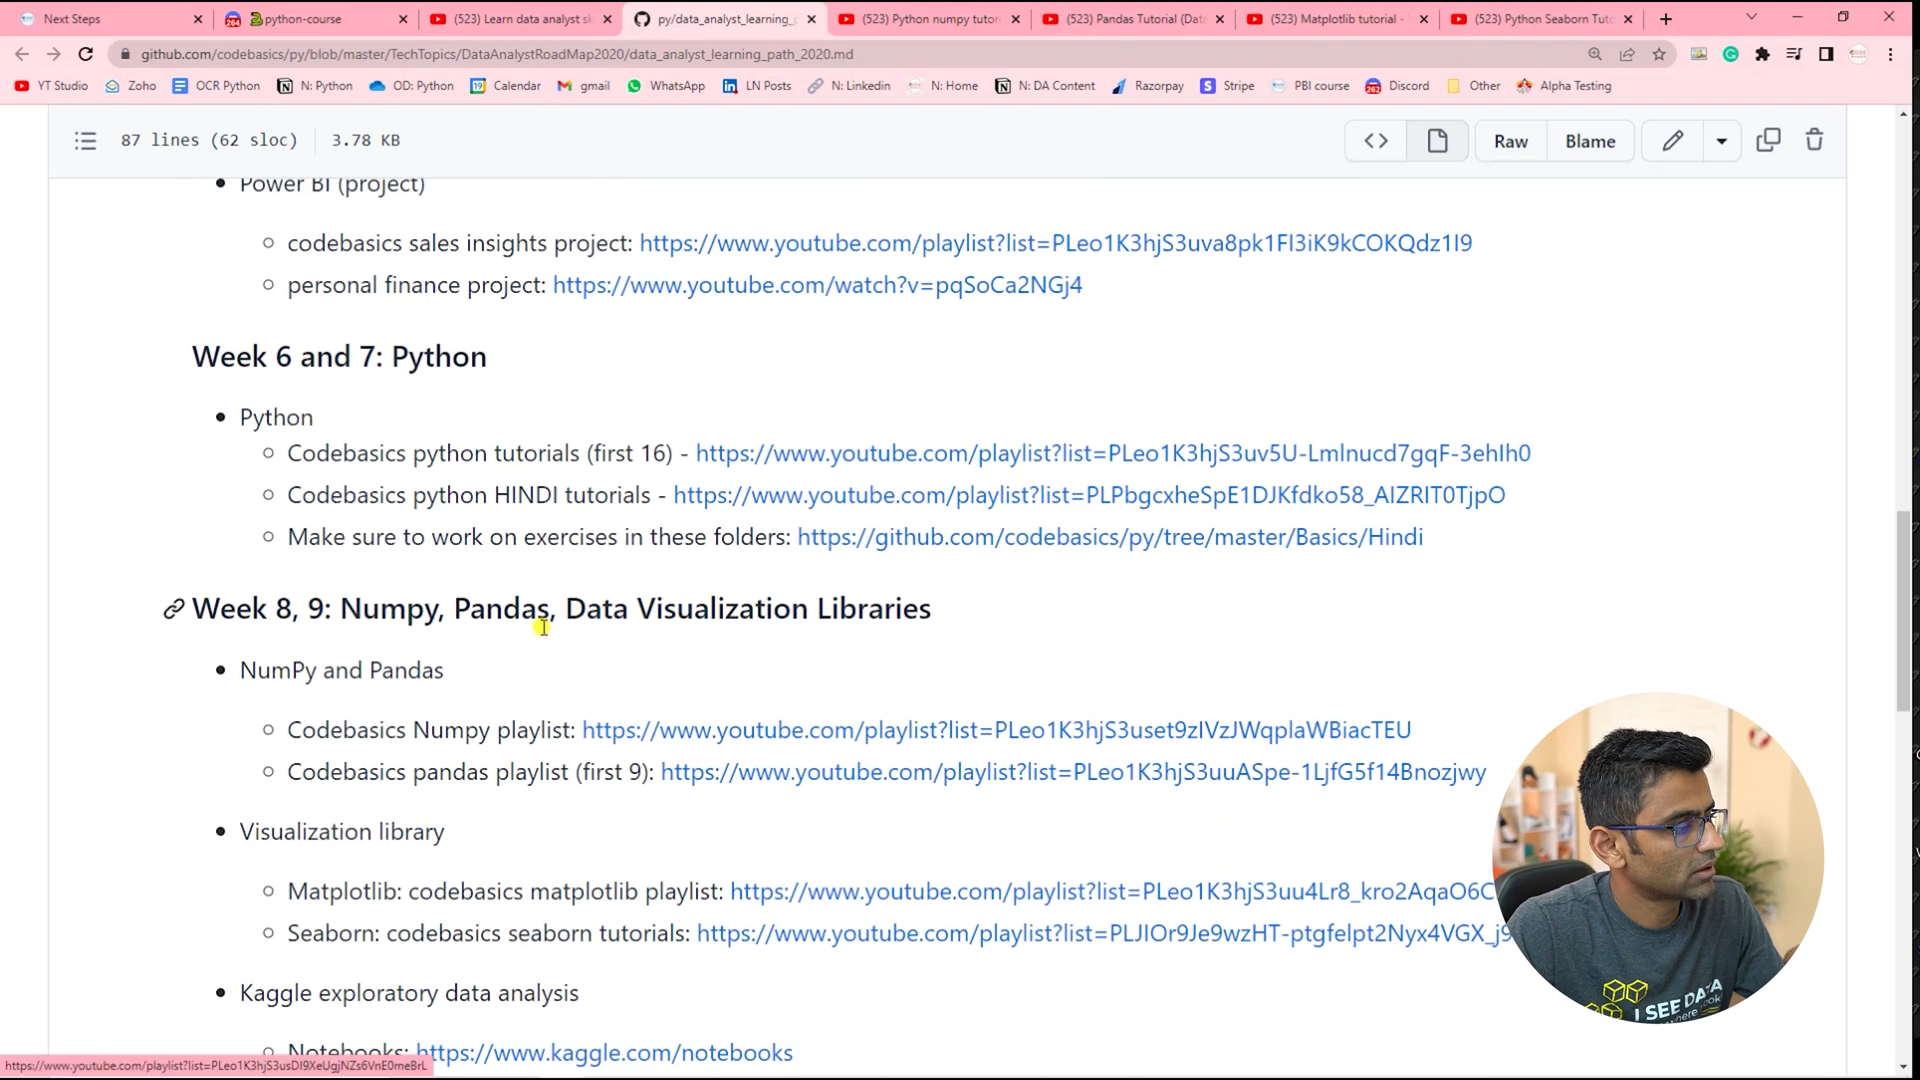 Next Steps
python-course
(523) Learn data analyst sk
py/data_analyst_learning_p
(523) Python numpy tutor
(523) Pandas Tutorial (Dat
(523) Matplotlib tutorial -
(523) Python Seaborn Tuto
github.com/codebasics/py/blob/master/TechTopics/DataAnalystRoadMap2020/data_analyst_learning_path_2020.md
YT Studio
Zoho
OCR Python
N: Python
OD: Python
Calendar
gmail
WhatsApp
LN Posts
N: Linkedin
N: Home
N: DA Content
Razorpay
Stripe
PBI course
Discord
Other
Alpha Testing
87 lines (62 sloc)
3.78 KB
Raw
Blame
Power BI (project)
codebasics sales insights project: https://www.youtube.com/playlist?list=PLeo1K3hjS3uva8pk1FI3iK9kCOKQdz1I9
personal finance project: https://www.youtube.com/watch?v=pqSoCa2NGj4
Week 6 and 7: Python
Python
Codebasics python tutorials (first 16) - https://www.youtube.com/playlist?list=PLeo1K3hjS3uv5U-Lmlnucd7gqF-3ehIh0
Codebasics python HINDI tutorials - https://www.youtube.com/playlist?list=PLPbgcxheSpE1DJKfdko58_AIZRIT0TjpO
Make sure to work on exercises in these folders: https://github.com/codebasics/py/tree/master/Basics/Hindi
Week 8, 9: Numpy, Pandas, Data Visualization Libraries
NumPy and Pandas
Codebasics Numpy playlist: https://www.youtube.com/playlist?list=PLeo1K3hjS3uset9zIVzJWqplaWBiacTEU
Codebasics pandas playlist (first 9): https://www.youtube.com/playlist?list=PLeo1K3hjS3uuASpe-1LjfG5f14Bnozjwy
Visualization library
Matplotlib: codebasics matplotlib playlist: https://www.youtube.com/playlist?list=PLeo1K3hjS3uu4Lr8_kro2AqaO6C
Seaborn: codebasics seaborn tutorials: https://www.youtube.com/playlist?list=PLJIOr9Je9wzHT-ptgfelpt2Nyx4VGX_j9
Kaggle exploratory data analysis
Notebooks: https://www.kaggle.com/notebooks
https://www.youtube.com/playlist?list=PLeo1K3hjS3usDI9XeUgjNZs6VnE0meBrL
I SEE DATA